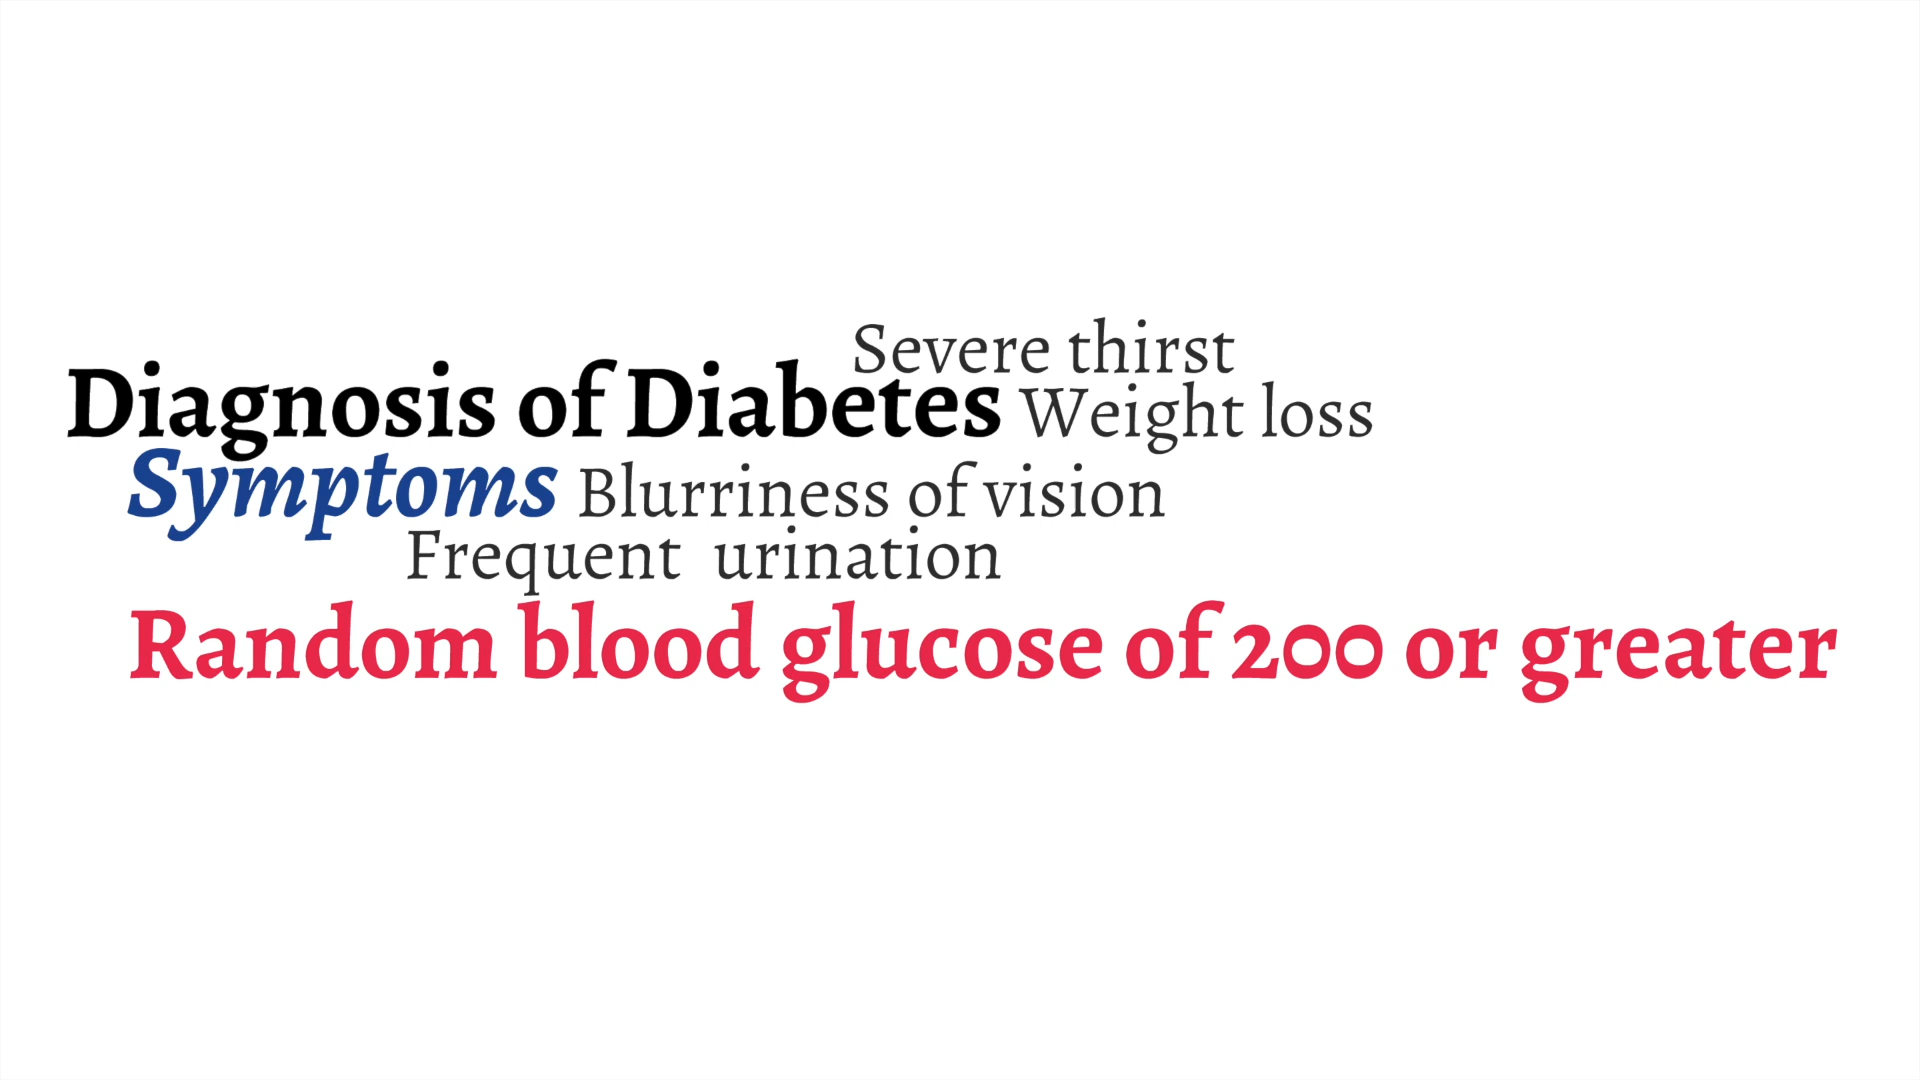 Severe thirst
Diagnosis of Diabetes Weight loss
Symptoms Blurriness of vision
Frequent urination
Random blood glucose of 200 or greater